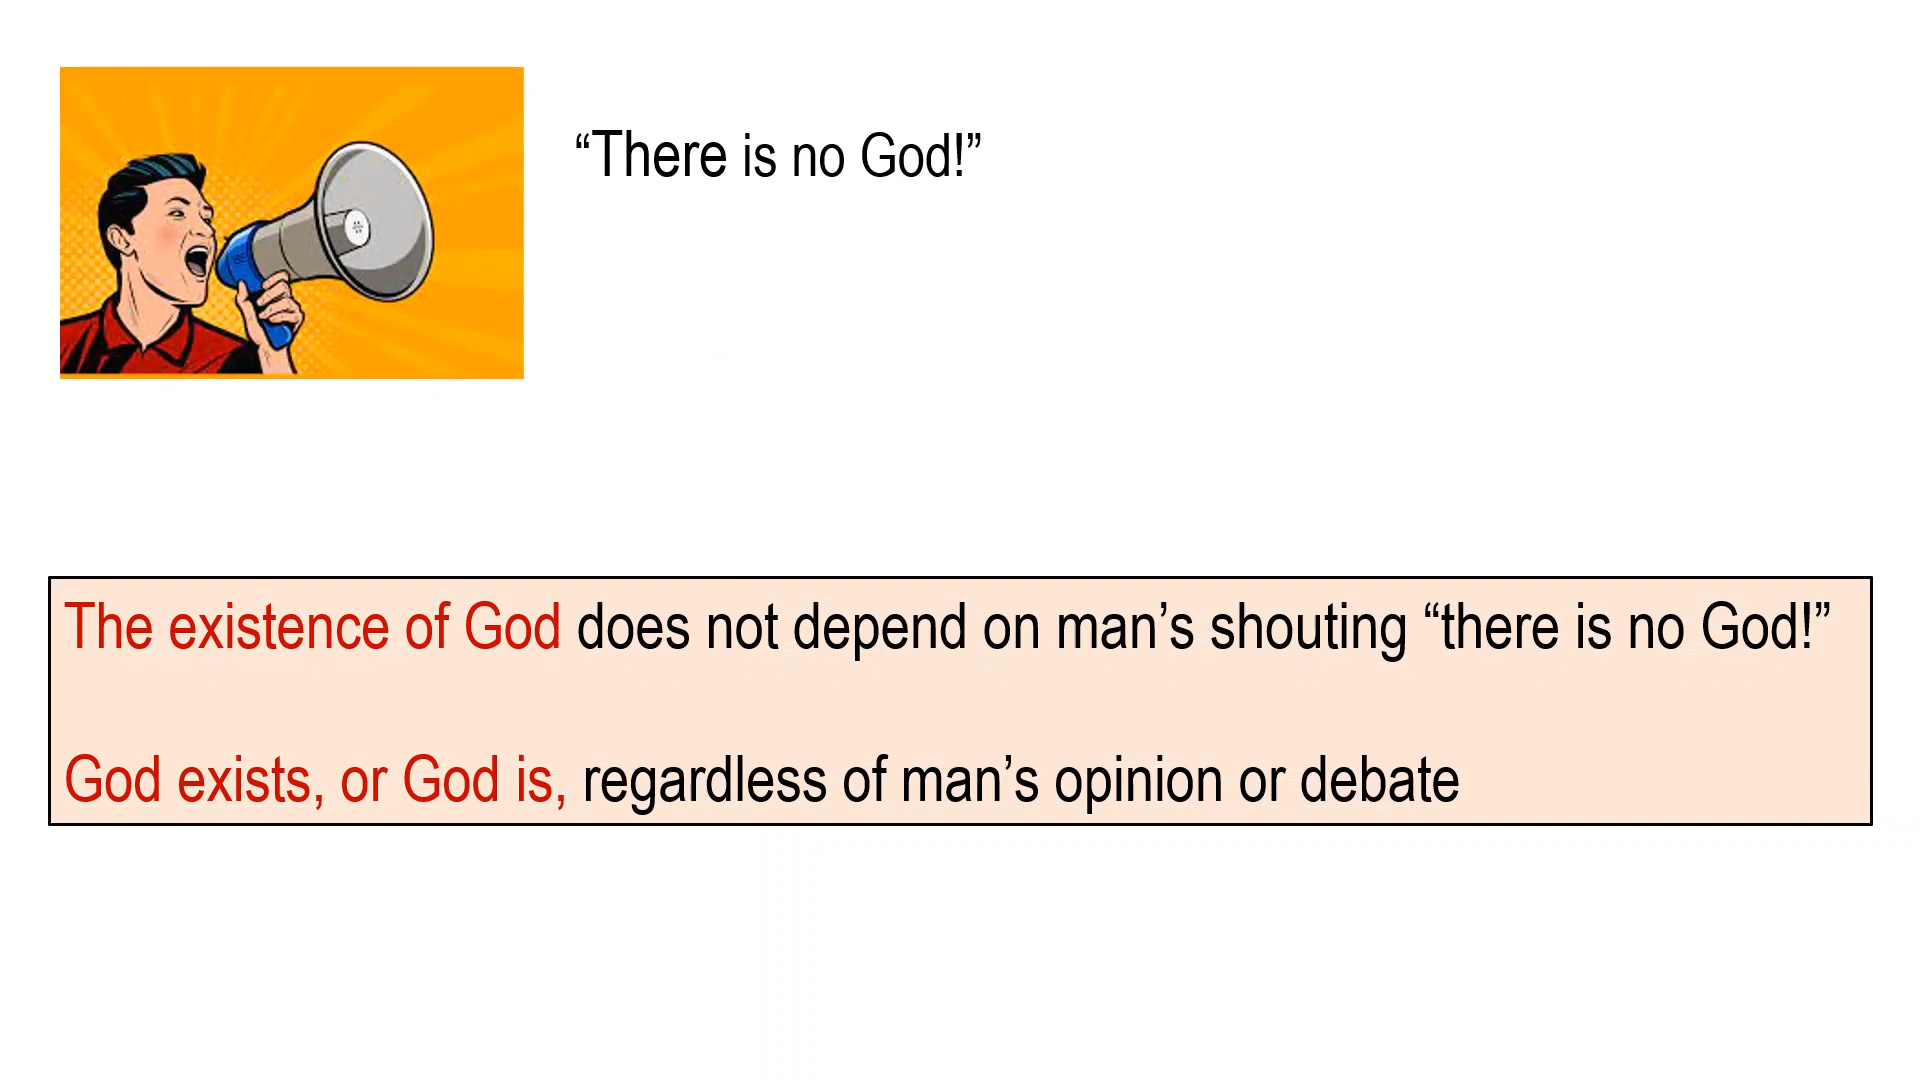 “There is no God!”
The existence of God does not depend on man’s shouting “there is no God!”
God exists, or God is, regardless of man’s opinion or debate